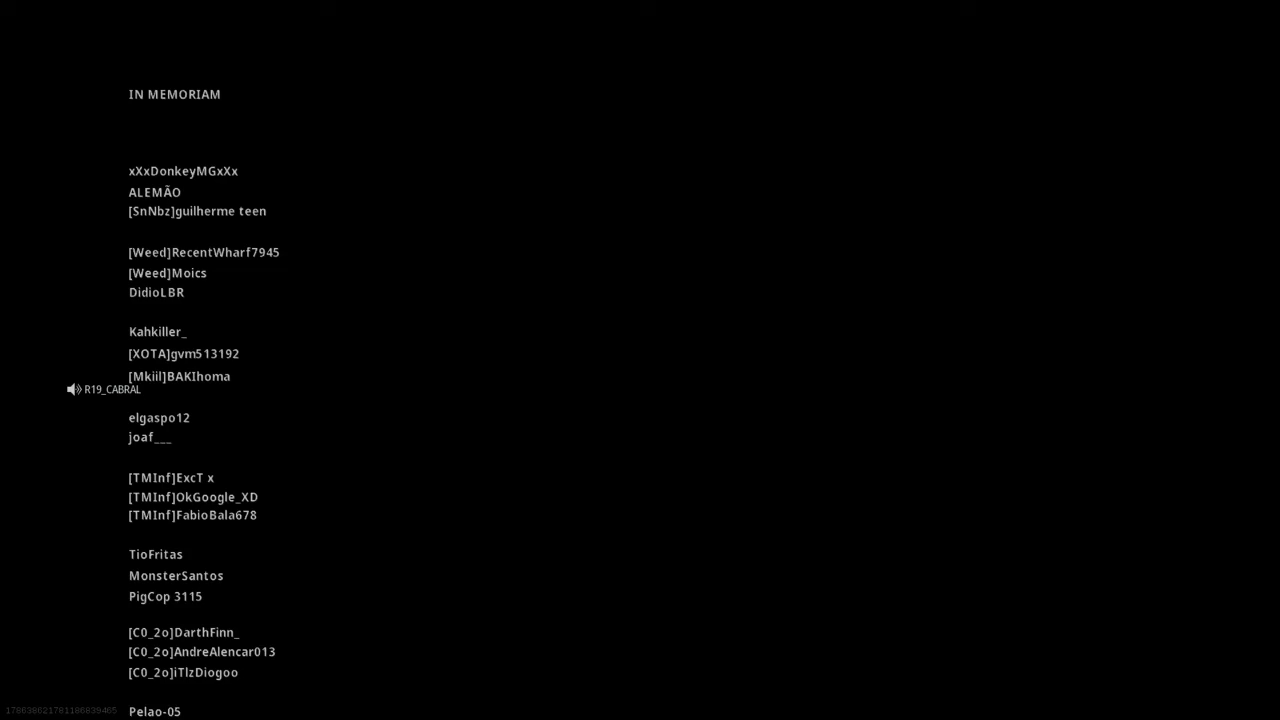 IN MEMORIAM
xXxDonkeyMGxXx
ALEMÃO
[SnNbz]guilherme teen
[Weed]RecentWharf7945
[Weed]Moics
DidioLBR
Kahkiller_
[XOTA]gvm513192
[Mkiil]BAKIhoma
R19_CABRAL
elgaspo12
joaf___
[TMInf]ExcT x
[TMInf]OkGoogle_XD
[TMInf]FabioBala678
TioFritas
MonsterSantos
PigCop 3115
[C0_2o]DarthFinn_
[C0_2o]AndreAlencar013
[C0_2o]iTlzDiogoo
Pelao-05